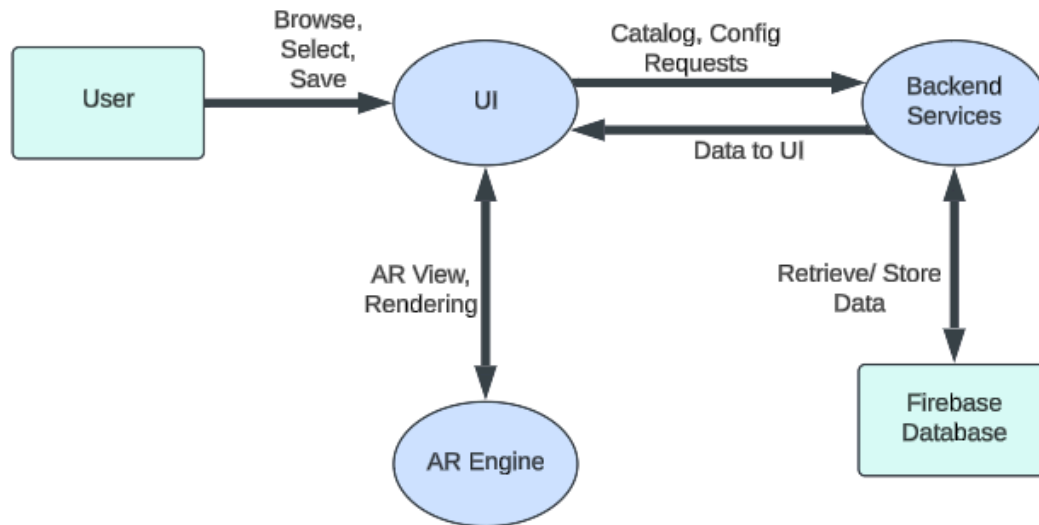 Browse,
Select,
Save
User
UI
Catalog, Config
Requests
Backend
Services
Data to UI
AR View,
Rendering
Retrieve/ Store
Data
AR Engine
Firebase
Database